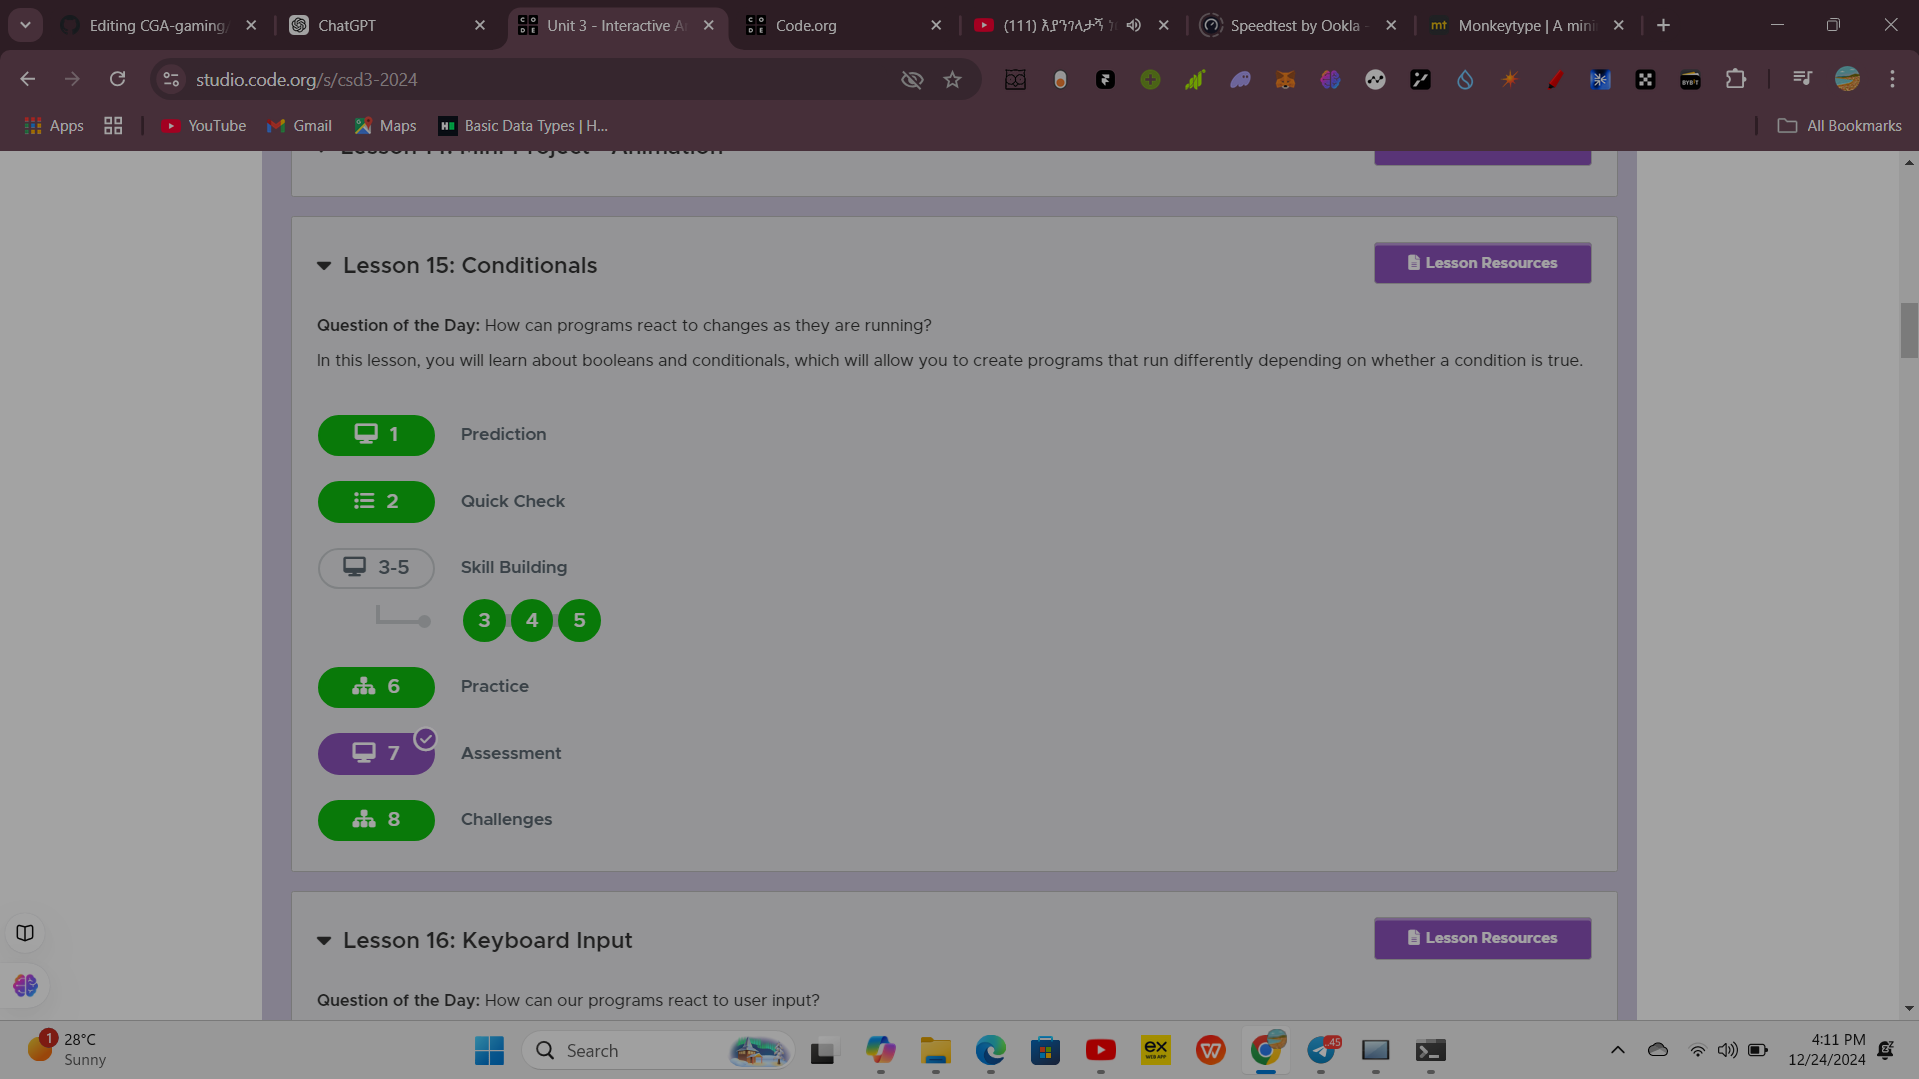 Editing CGA-gaming/
ChatGPT
Unit 3 - Interactive A
Code.org
(111) እያንገላታኝ
Speedtest by Ookla -
Monkeytype | A mini
studio.code.org/s/csd3-2024
Apps
YouTube
Gmail
Maps
Basic Data Types | H...
All Bookmarks
Lesson 14: Mini-Project - Animation
Lesson 15: Conditionals
Lesson Resources
Question of the Day: How can programs react to changes as they are running?
In this lesson, you will learn about booleans and conditionals, which will allow you to create programs that run differently depending on whether a condition is true.
1 Prediction
2 Quick Check
3-5 Skill Building
3 4 5
6 Practice
7 Assessment
8 Challenges
Lesson 16: Keyboard Input
Lesson Resources
Question of the Day: How can our programs react to user input?
1
28°C
Sunny
Search
ex
WEB APP
45
4:11 PM
12/24/2024